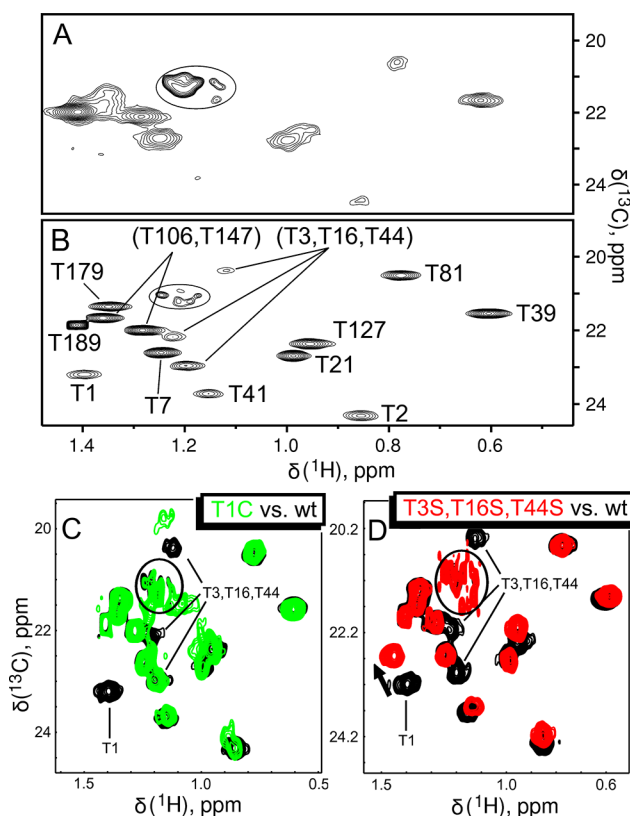 A
20
22
24
δ(¹³C), ppm
B
(T106,T147) (T3,T16,T44)
T179
T81
T39
T189
T127
T21
T1
T7
T41
T2
20
22
24
1.4 1.2 1.0 0.8 0.6
δ(¹H), ppm
C
T1C vs. wt
20
22
24
δ(¹³C), ppm
T3,T16,T44
T1
1.5 1.0 0.5
δ(¹H), ppm
D
T3S,T16S,T44S vs. wt
20.2
22.2
24.2
T3,T16,T44
T1
1.5 1.0 0.6
δ(¹H), ppm